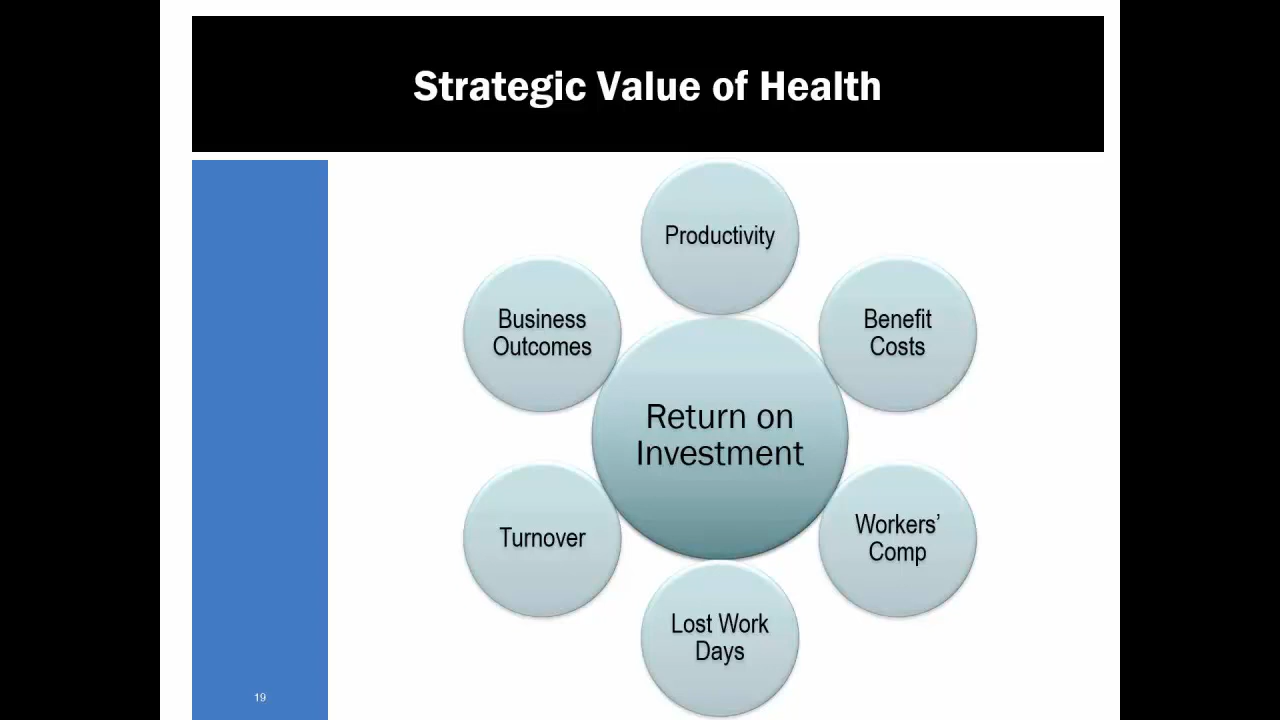 Strategic Value of Health
Productivity
Business
Outcomes
Benefit
Costs
Return on
Investment
Turnover
Workers’
Comp
Lost Work
Days
19